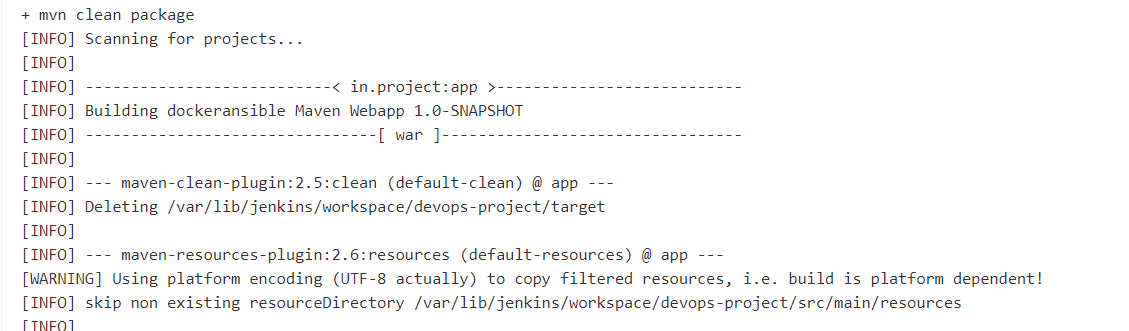 + mvn clean package
[INFO] Scanning for projects...
[INFO]
[INFO] ---------------------------< in.project:app >---------------------------
[INFO] Building dockeransible Maven Webapp 1.0-SNAPSHOT
[INFO] --------------------------------[ war ]---------------------------------
[INFO]
[INFO] --- maven-clean-plugin:2.5:clean (default-clean) @ app ---
[INFO] Deleting /var/lib/jenkins/workspace/devops-project/target
[INFO]
[INFO] --- maven-resources-plugin:2.6:resources (default-resources) @ app ---
[WARNING] Using platform encoding (UTF-8 actually) to copy filtered resources, i.e. build is platform dependent!
[INFO] skip non existing resourceDirectory /var/lib/jenkins/workspace/devops-project/src/main/resources
[INFO]